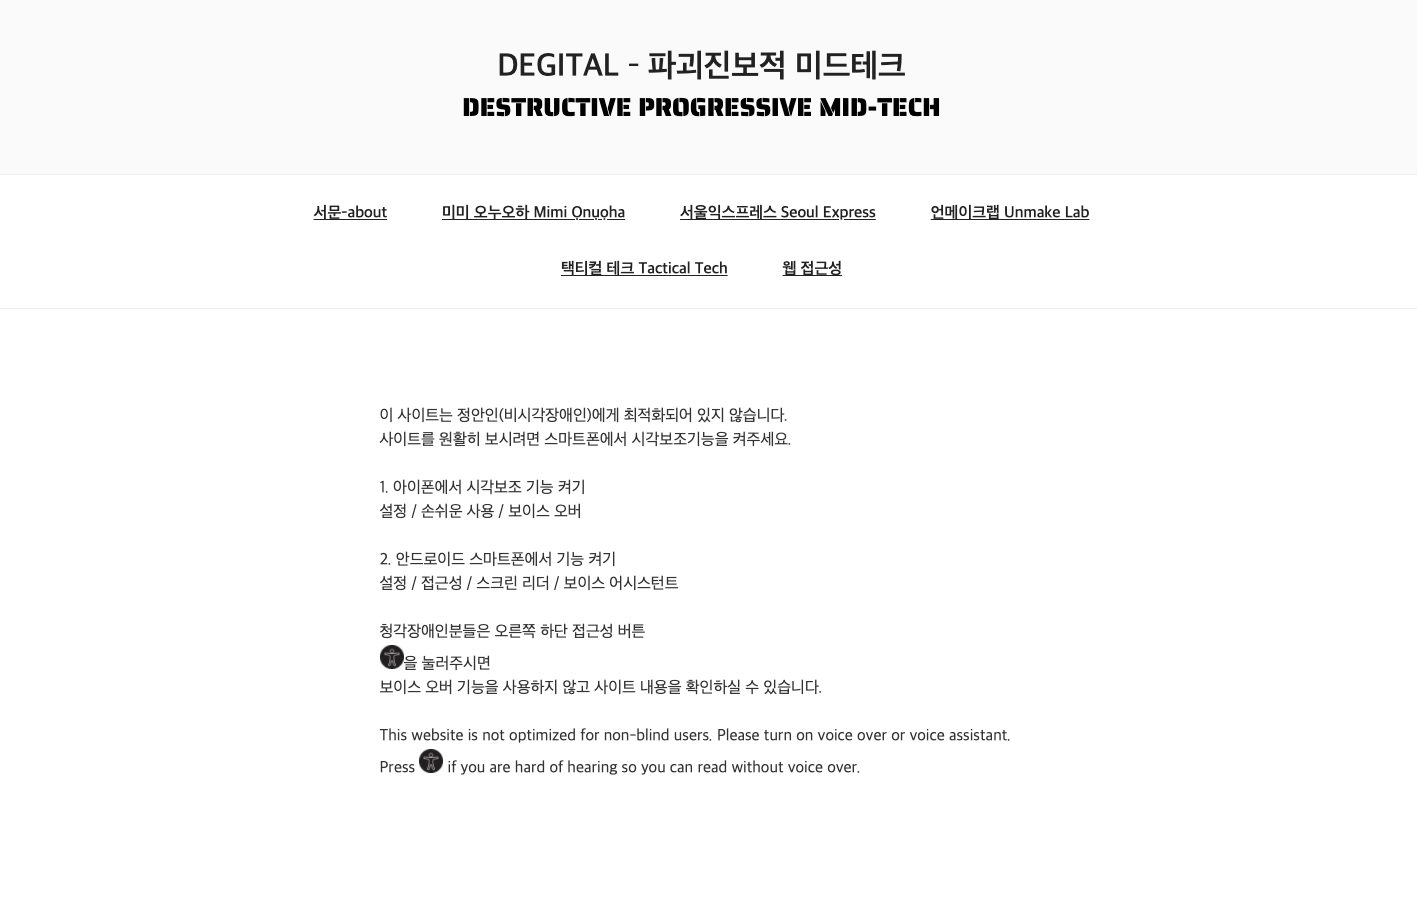 DEGITAL - 파괴진보적 미드테크
DESTRUCTIVE PROGRESSIVE MID-TECH
서문-about 미미 오누오하 Mimi Ọnụọha 서울익스프레스 Seoul Express 언메이크랩 Unmake Lab
택티컬 테크 Tactical Tech 웹 접근성
이 사이트는 정안인(비시각장애인)에게 최적화되어 있지 않습니다.
사이트를 원활히 보시려면 스마트폰에서 시각보조기능을 켜주세요.
1. 아이폰에서 시각보조 기능 켜기
설정 / 손쉬운 사용 / 보이스 오버
2. 안드로이드 스마트폰에서 기능 켜기
설정 / 접근성 / 스크린 리더 / 보이스 어시스턴트
청각장애인분들은 오른쪽 하단 접근성 버튼
을 눌러주시면
보이스 오버 기능을 사용하지 않고 사이트 내용을 확인하실 수 있습니다.
This website is not optimized for non-blind users. Please turn on voice over or voice assistant.
Press if you are hard of hearing so you can read without voice over.